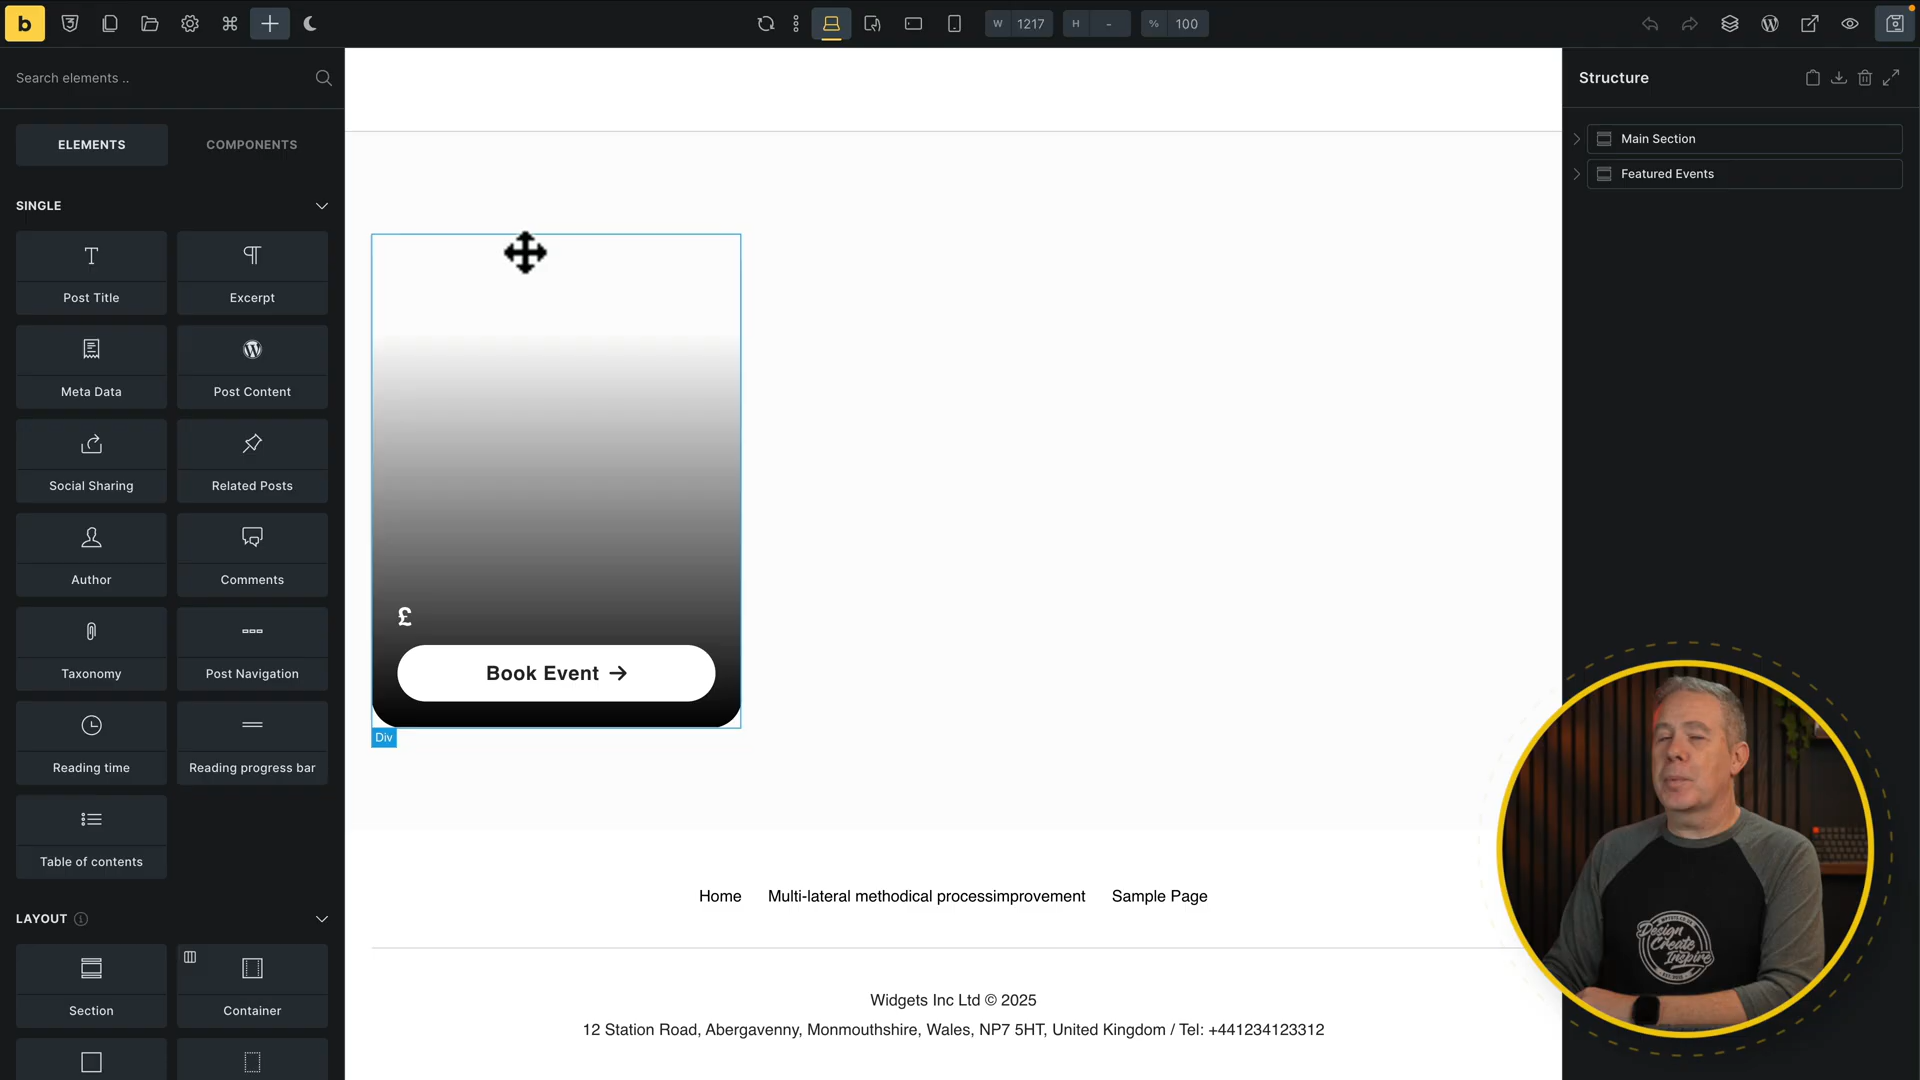 b
W 1217 H - % 100
Search elements ..
Structure
ELEMENTS COMPONENTS
Main Section
Featured Events
SINGLE
Post Title Excerpt
Meta Data Post Content
Social Sharing Related Posts
Author Comments
Taxonomy Post Navigation
Reading time Reading progress bar
Table of contents
LAYOUT
Section Container
£
Book Event →
Div
Home Multi-lateral methodical processimprovement Sample Page
Widgets Inc Ltd © 2025
12 Station Road, Abergavenny, Monmouthshire, Wales, NP7 5HT, United Kingdom / Tel: +441234123312
Design
Create
Inspire